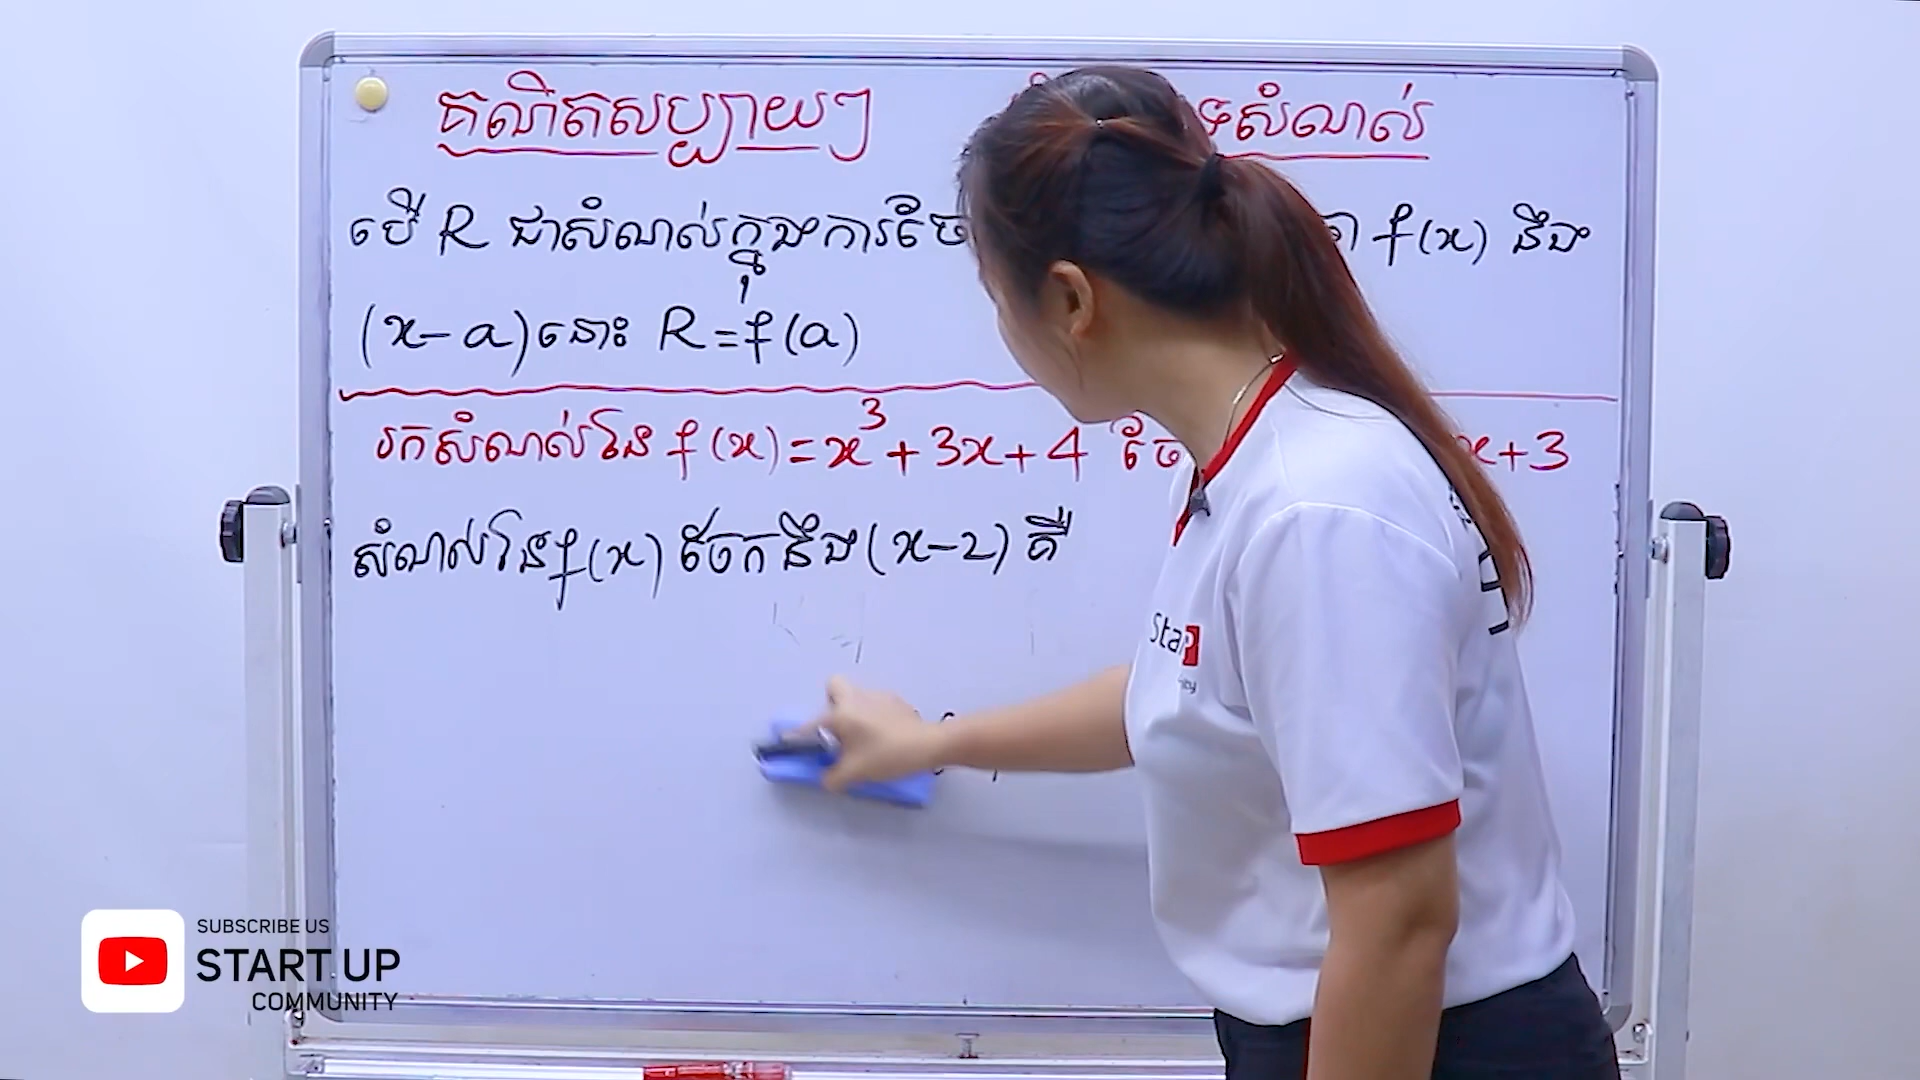 គណិតសប្បាយៗ
ទសំណល់
បើ R ជាសំណល់ក្នុងការចែ f(x) នឹង
(x-a) នោះ R=f(a)
រកសំណល់នៃ f(x)=x³+3x+4 ចែ x+3
សំណល់នៃ f(x) ចែកនឹង (x-2) គឺ
SUBSCRIBE US
START UP
COMMUNITY